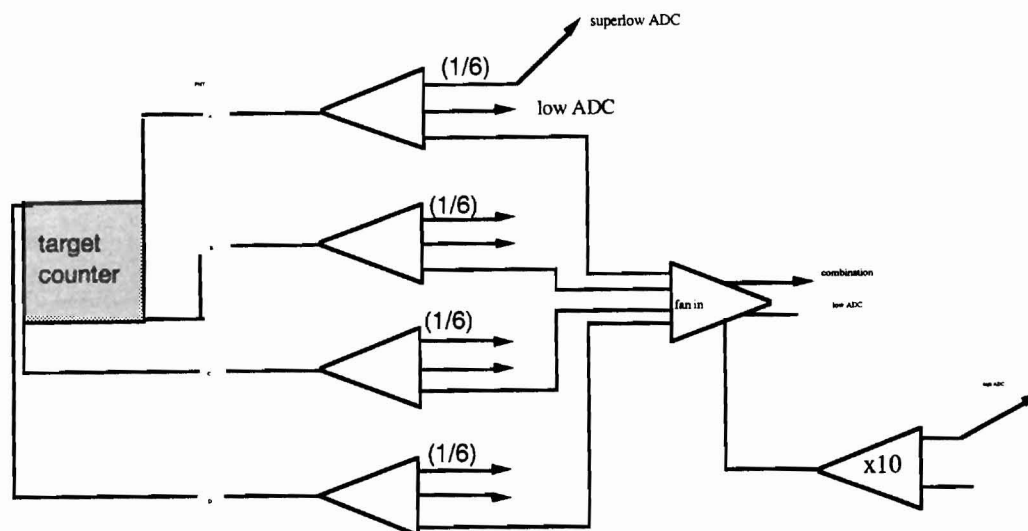 superlow ADC
(1/6)
PMT
A
low ADC
(1/6)
target
counter
B
combination
fan in
low ADC
(1/6)
C
(1/6)
x10
D